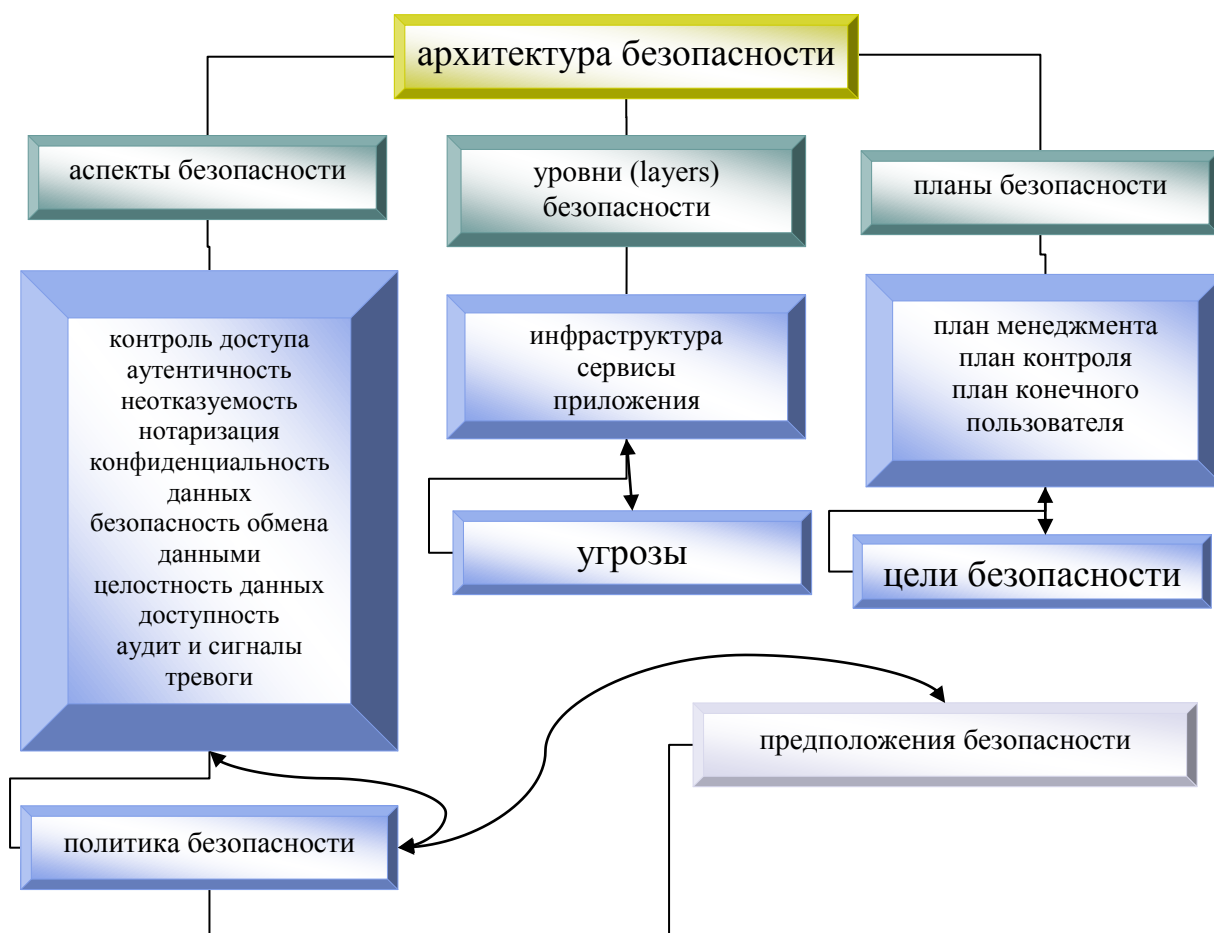 архитектура безопасности
аспекты безопасности
уровни (layers)
безопасности
планы безопасности
контроль доступа
аутентичность
неотказуемость
нотаризация
конфиденциальность
данных
безопасность обмена
данными
целостность данных
доступность
аудит и сигналы
тревоги
инфраструктура
сервисы
приложения
план менеджмента
план контроля
план конечного
пользователя
угрозы
цели безопасности
предположения безопасности
политика безопасности